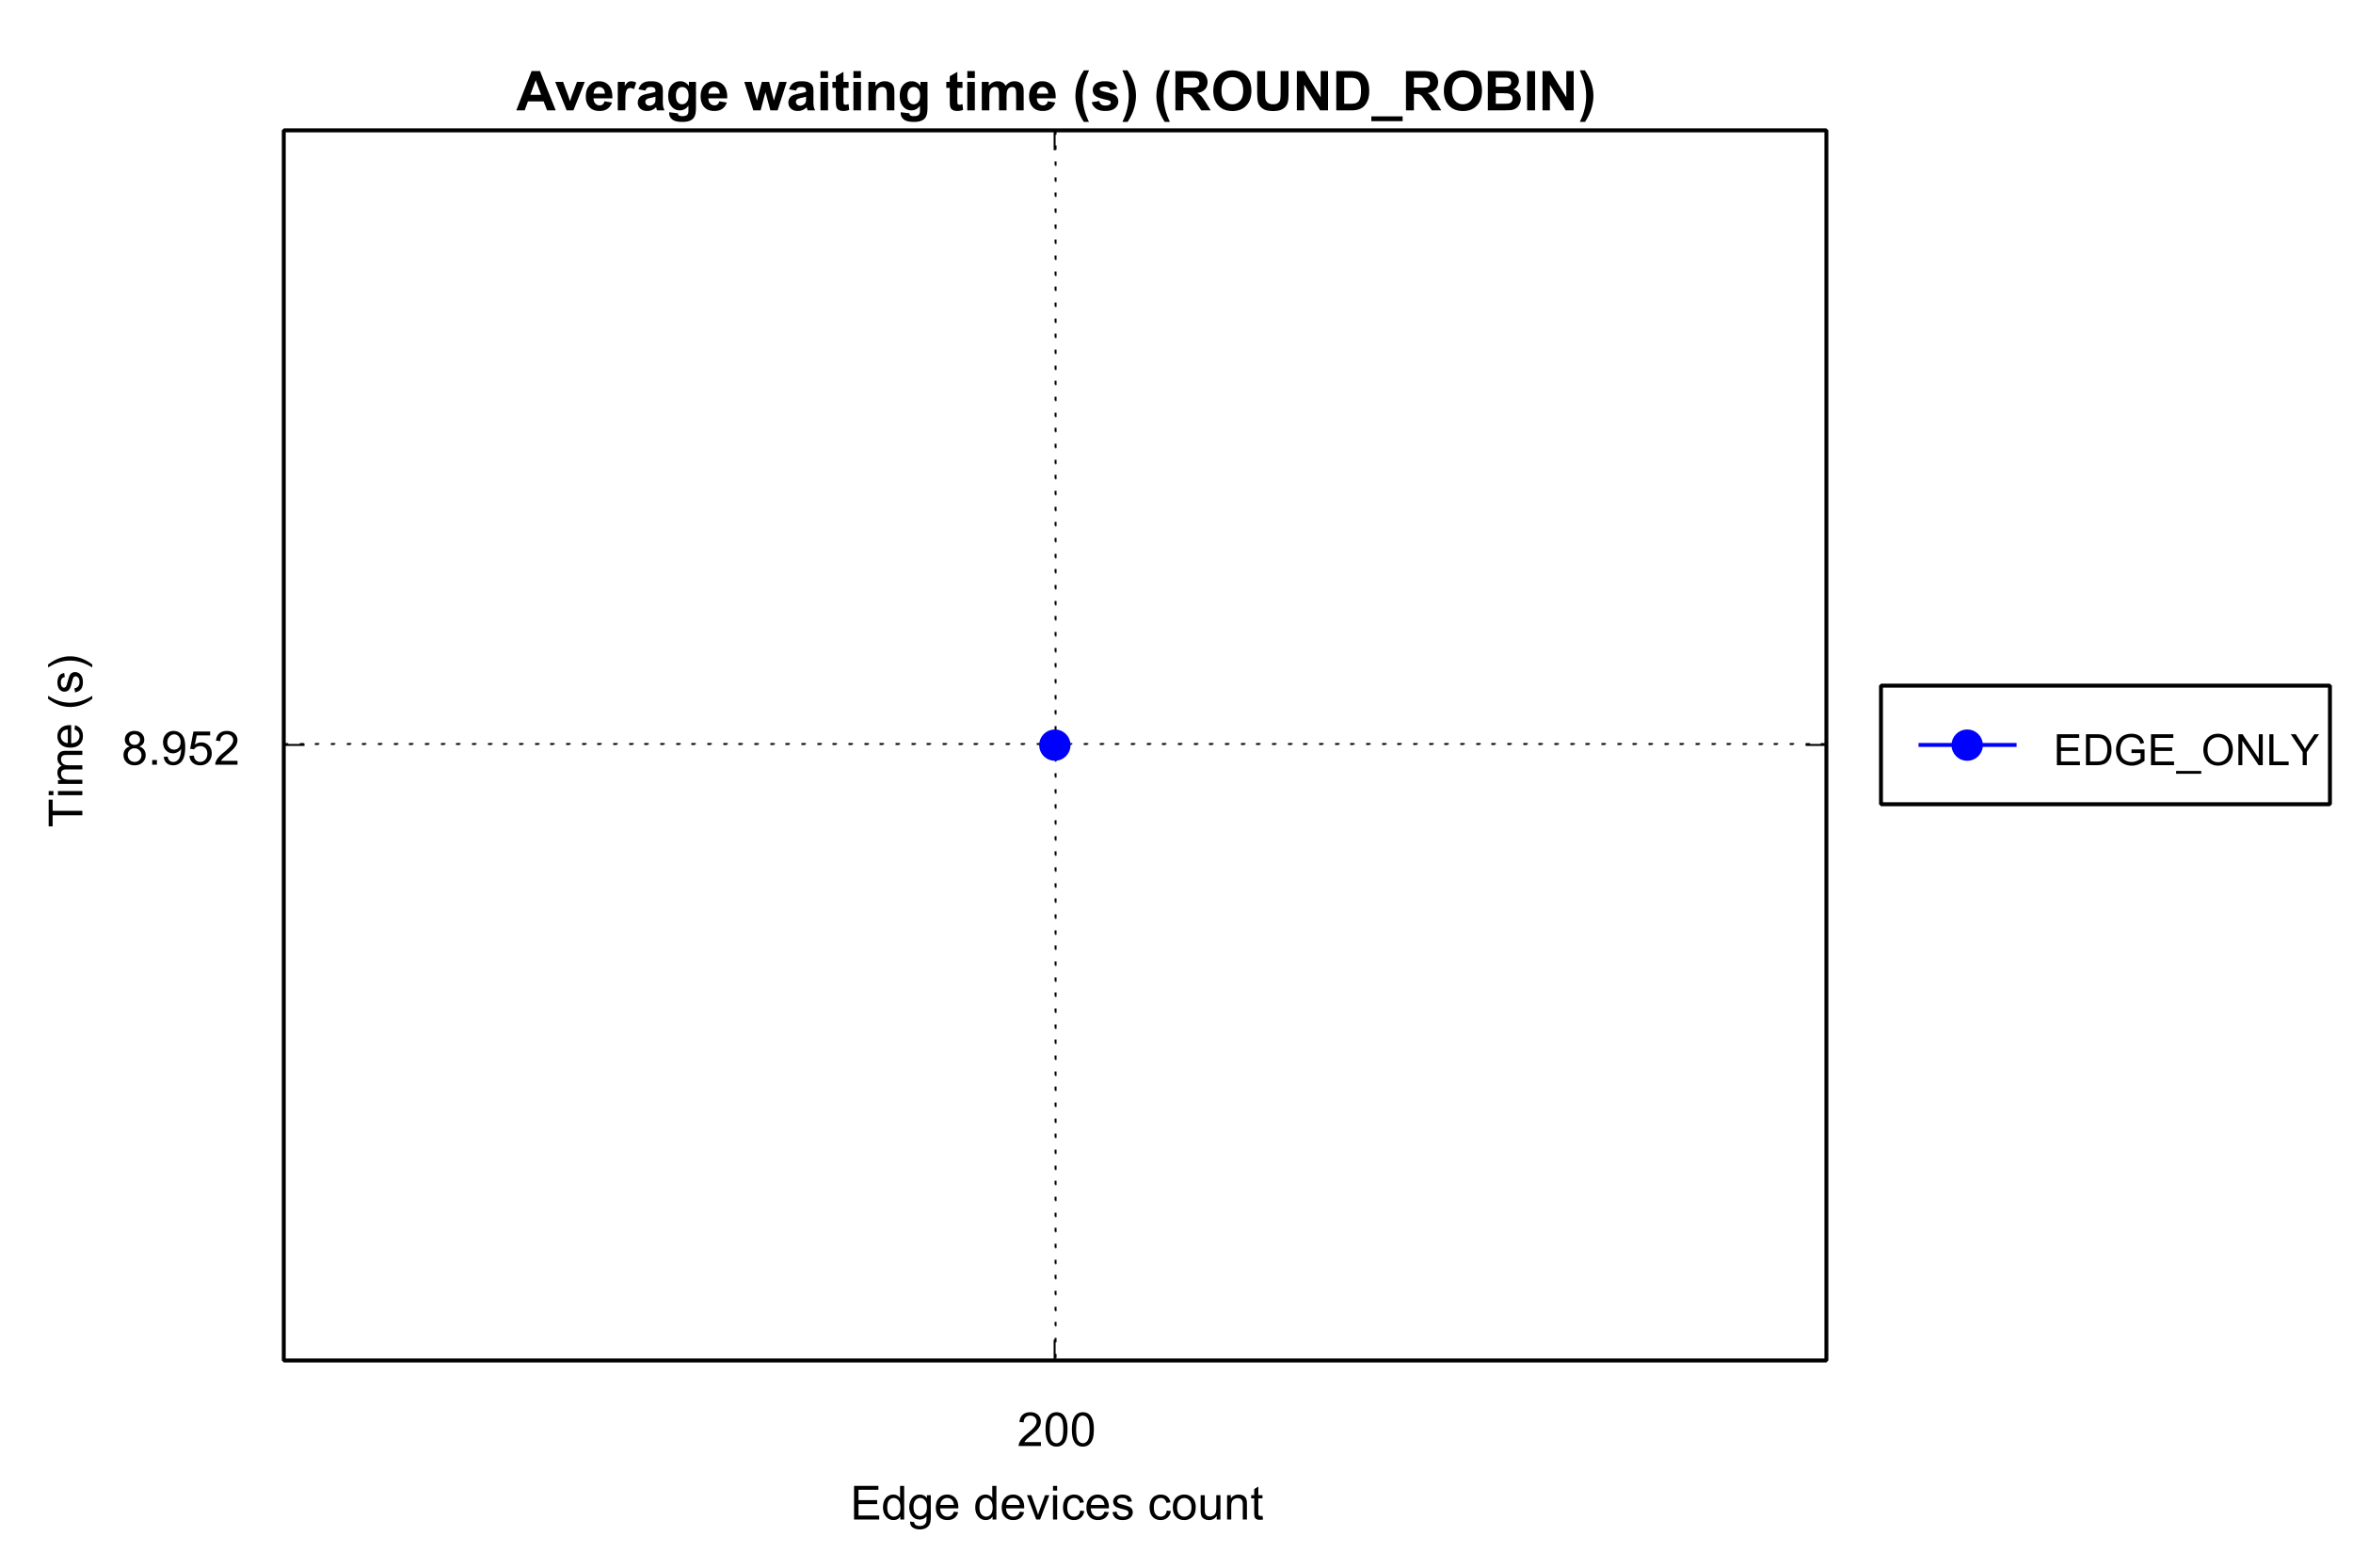 Average waiting time(s) (ROUND_ROBIN)
Time (s)
8.952
EDGE_ONLY
200
Edge devices count